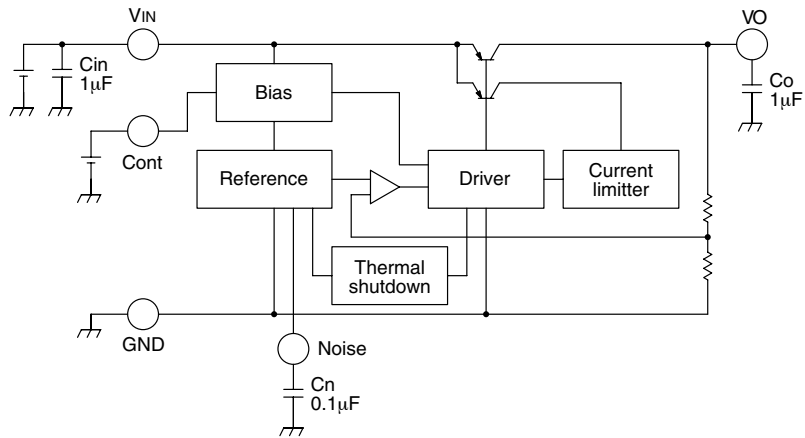 VIN
VO
Cin
1μF
Bias
Co
1μF
Cont
Reference
Driver
Current
limitter
Thermal
shutdown
GND
Noise
Cn
0.1μF